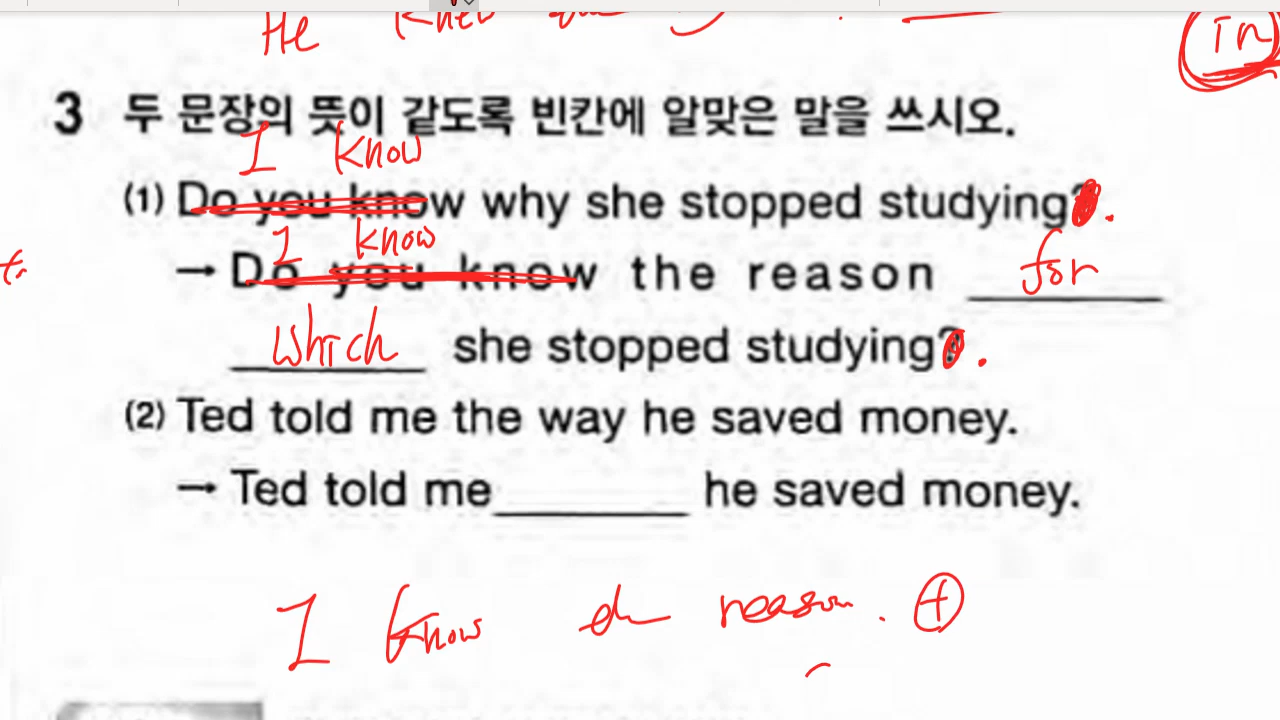 He knew
In
3 두 문장의 뜻이 같도록 빈칸에 알맞은 말을 쓰시오.
I know
(1) Do you know why she stopped studying?.
I know
→ Do you know the reason for
which she stopped studying?.
(2) Ted told me the way he saved money.
→ Ted told me ______ he saved money.
I know reason. +